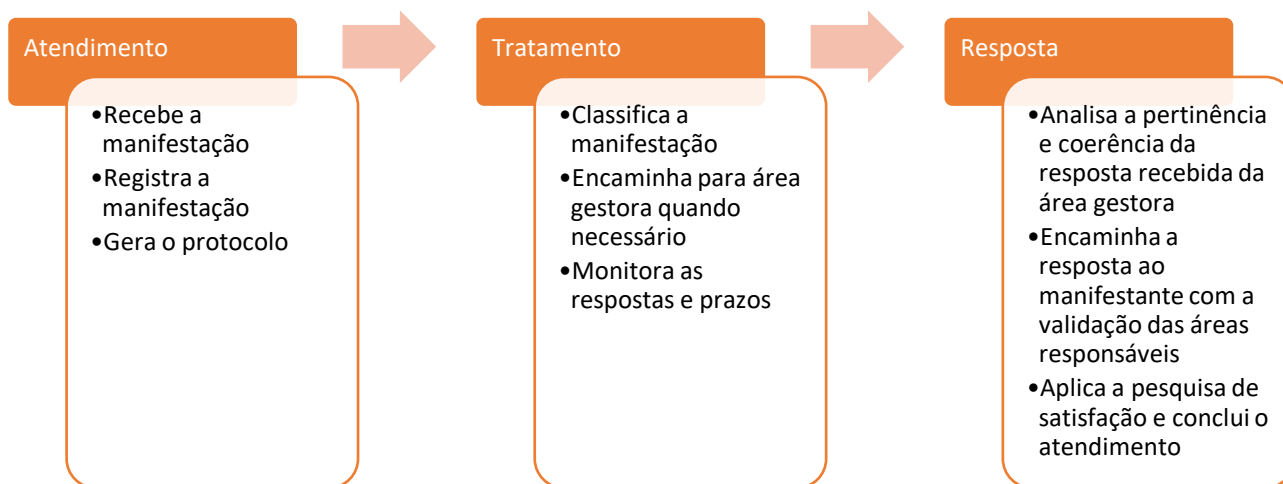 Atendimento
•Recebe a
manifestação
•Registra a
manifestação
•Gera o protocolo
Tratamento
•Classifica a
manifestação
•Encaminha para área
gestora quando
necessário
•Monitora as
respostas e prazos
Resposta
•Analisa a pertinência
e coerência da
resposta recebida da
área gestora
•Encaminha a
resposta ao
manifestante com a
validação das áreas
responsáveis
•Aplica a pesquisa de
satisfação e conclui o
atendimento